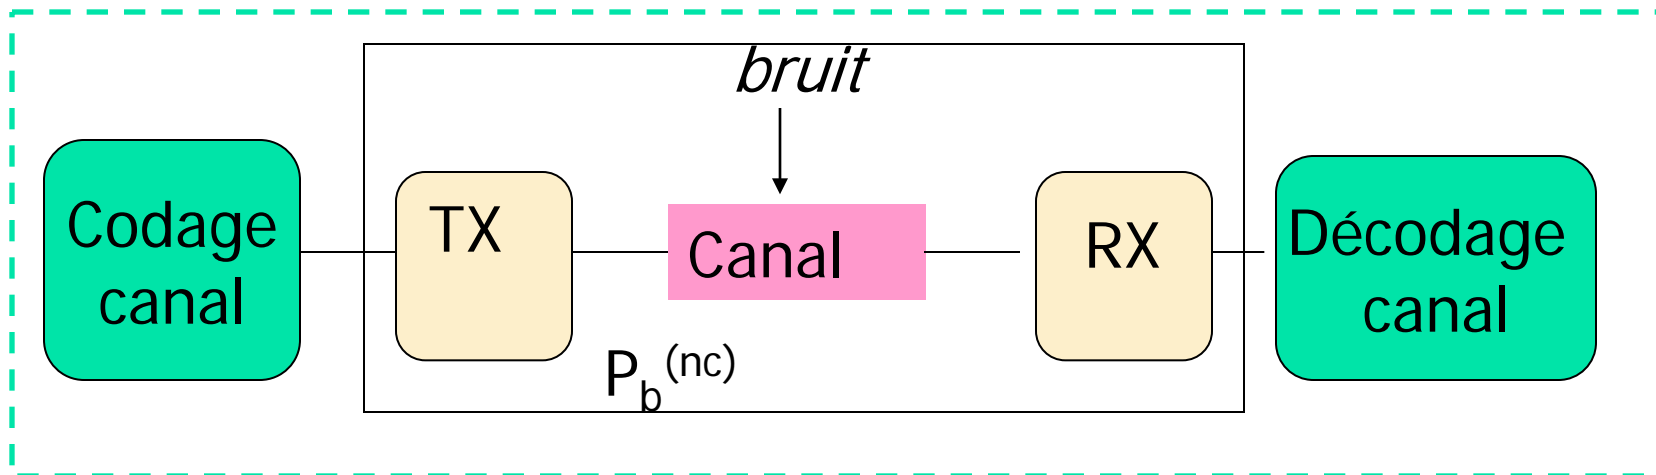 bruit
Codage
canal
TX
Canal
RX
Décodage
canal
P_b^(nc)